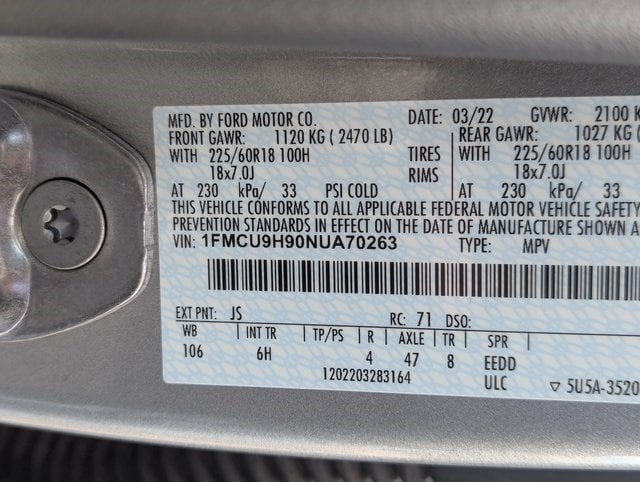 MFD. BY FORD MOTOR CO. DATE: 03/22 GVWR: 2100 K
FRONT GAWR: 1120 KG ( 2470 LB) REAR GAWR: 1027 KG (
WITH 225/60R18 100H TIRES WITH 225/60R18 100H
18x7.0J RIMS 18x7.0J
AT 230 kPa/ 33 PSI COLD AT 230 kPa/ 33
THIS VEHICLE CONFORMS TO ALL APPLICABLE FEDERAL MOTOR VEHICLE SAFETY
PREVENTION STANDARDS IN EFFECT ON THE DATE OF MANUFACTURE SHOWN A
VIN: 1FMCU9H90NUA70263 TYPE: MPV
EXT PNT: JS RC: 71 DSO:
WB INT TR TP/PS R AXLE TR SPR
106 6H 4 47 8 EEDD
1202203283164 ULC ▽ 5U5A-3520